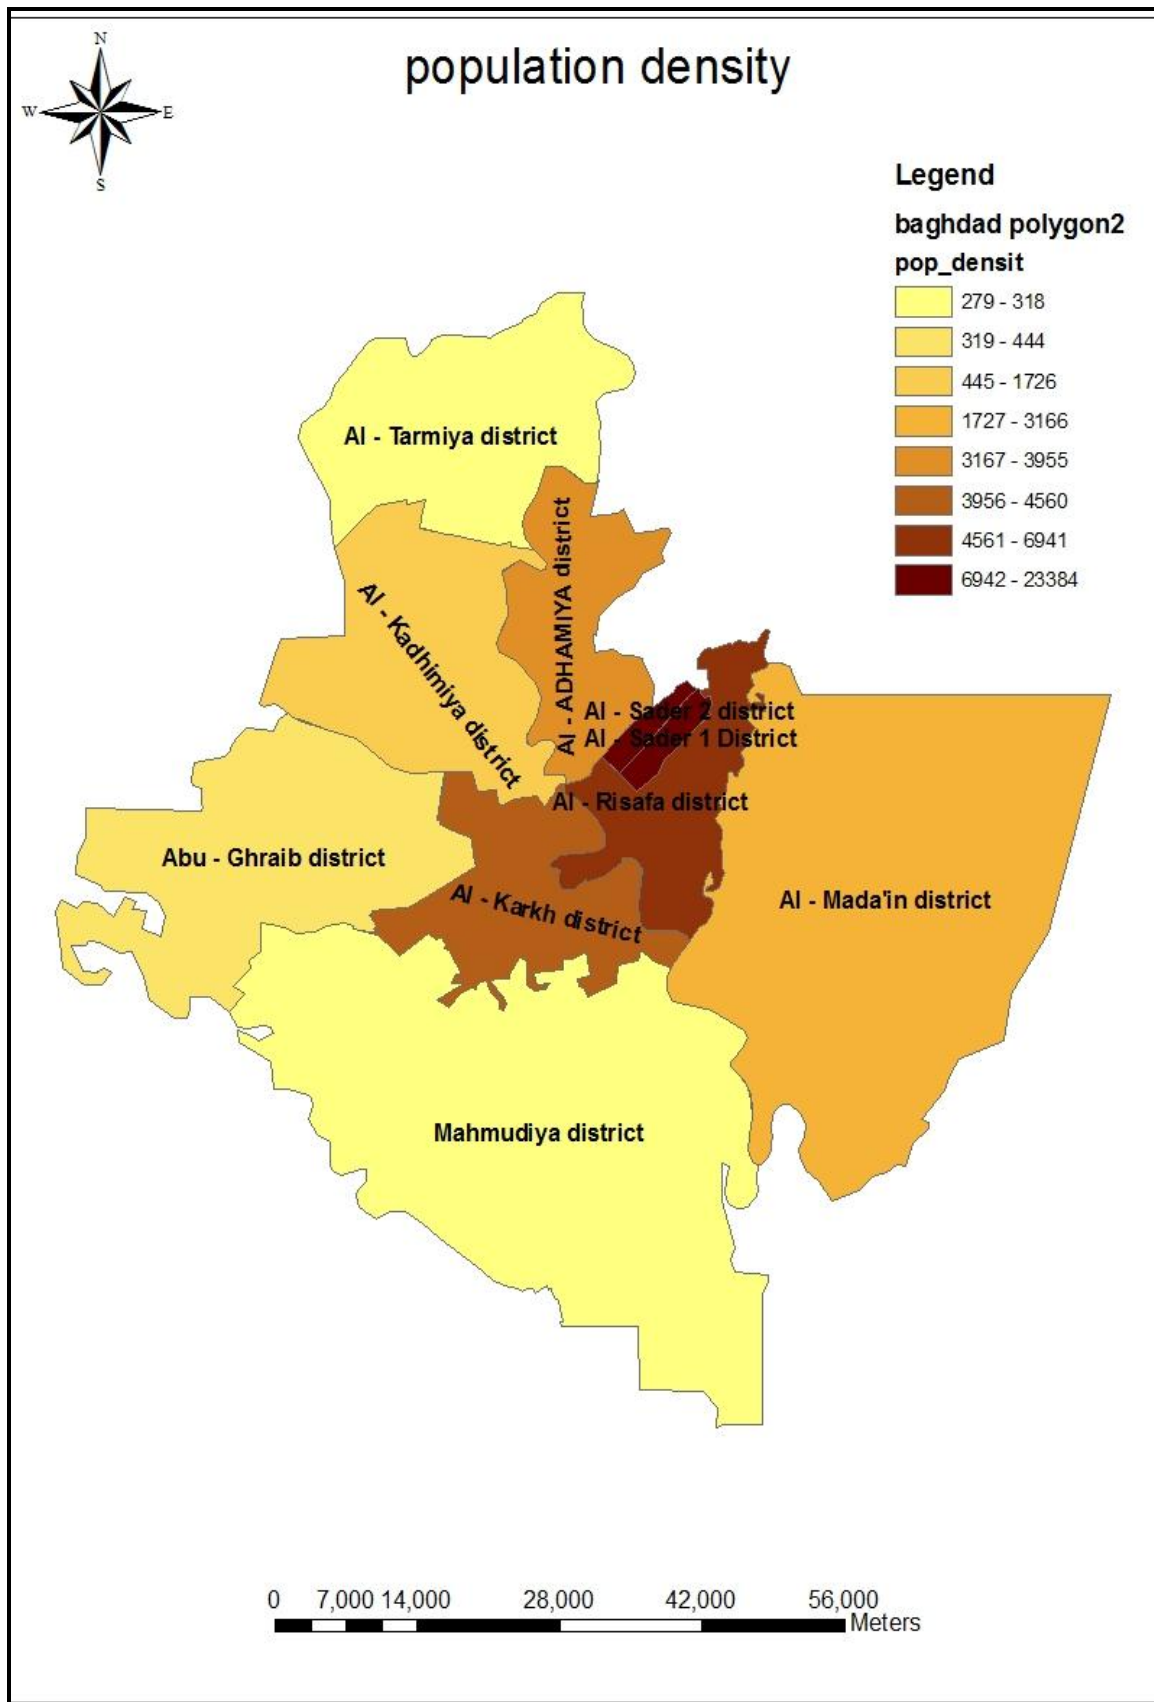 N
W
E
S
population density
Legend
baghdad polygon2
pop_densit
279 - 318
319 - 444
445 - 1726
1727 - 3166
3167 - 3955
3956 - 4560
4561 - 6941
6942 - 23384
Al - Tarmiya district
Al - ADHAMIYA district
Al - Kadhimiya district
Al - Sader 2 district
Al - Sader 1 District
Al - Risafa district
Abu - Ghraib district
Al - Karkh district
Al - Mada'in district
Mahmudiya district
0 7,000 14,000 28,000 42,000 56,000
Meters